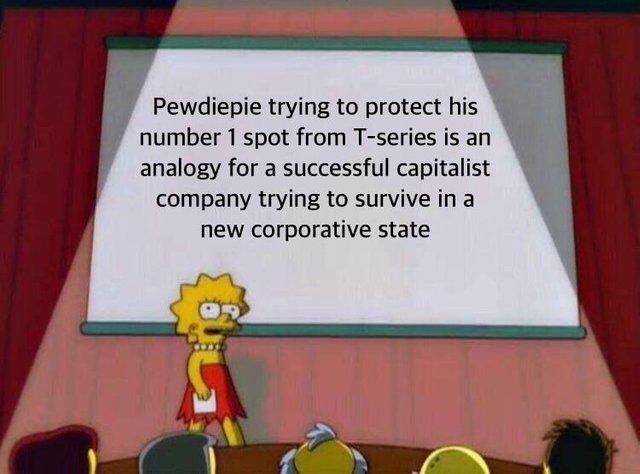 Pewdiepie trying to protect his
number 1 spot from T-series is an
analogy for a successful capitalist
company trying to survive in a
new corporative state